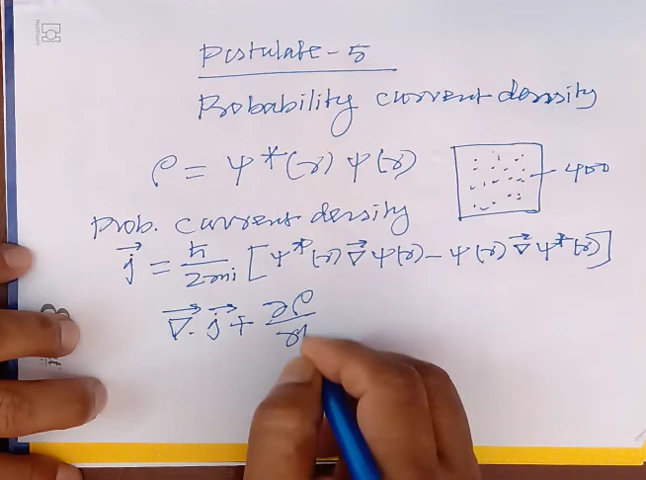 Postulate-5
Probability current density
ρ = ψ*(r) ψ(r)
400
Prob. current density
j⃗ = ħ/2mi [ψ*(r) ∇⃗ ψ(r) - ψ(r) ∇⃗ ψ*(r)]
∇⃗. j⃗ + ∂ρ/∂t